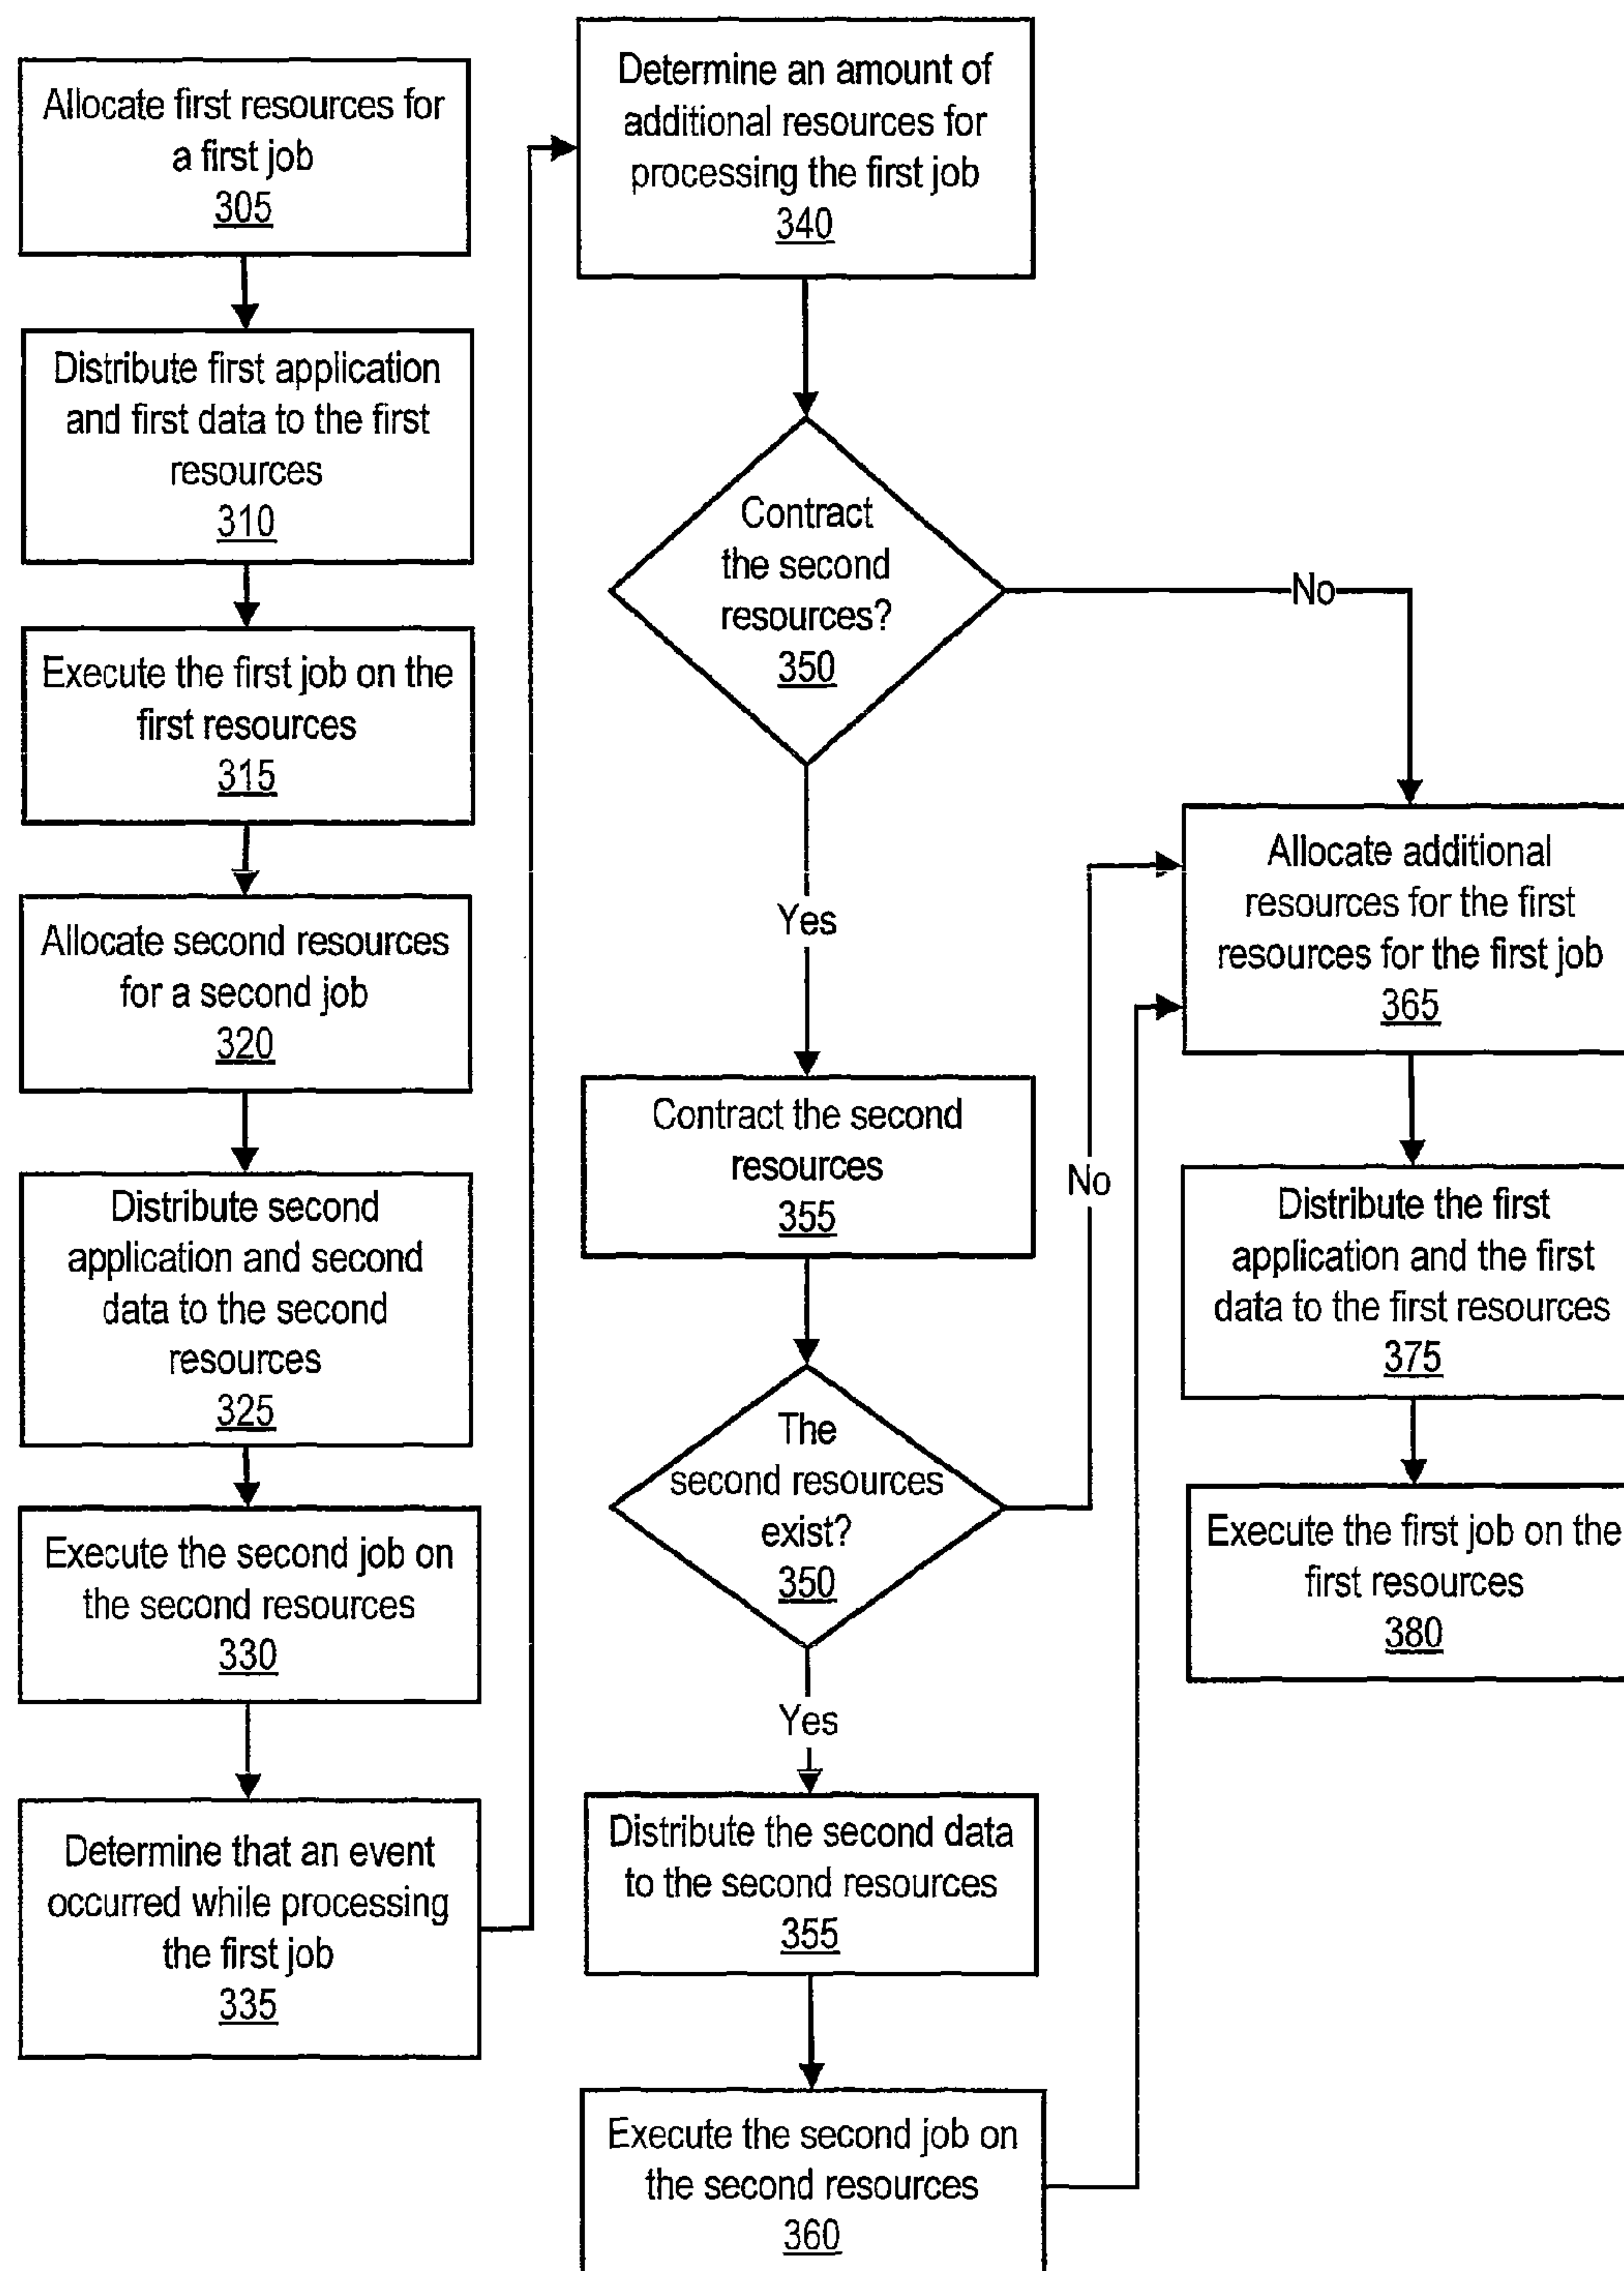 Allocate first resources for
a first job
305
Distribute first application
and first data to the first
resources
310
Execute the first job on the
first resources
315
Allocate second resources
for a second job
320
Distribute second
application and second
data to the second
resources
325
Execute the second job on
the second resources
330
Determine that an event
occurred while processing
the first job
335
Determine an amount of
additional resources for
processing the first job
340
Contract
the second
resources?
350
No
Yes
Contract the second
resources
355
The
second resources
exist?
350
No
Yes
Distribute the second data
to the second resources
355
Execute the second job on
the second resources
360
Allocate additional
resources for the first
resources for the first job
365
Distribute the first
application and the first
data to the first resources
375
Execute the first job on the
first resources
380